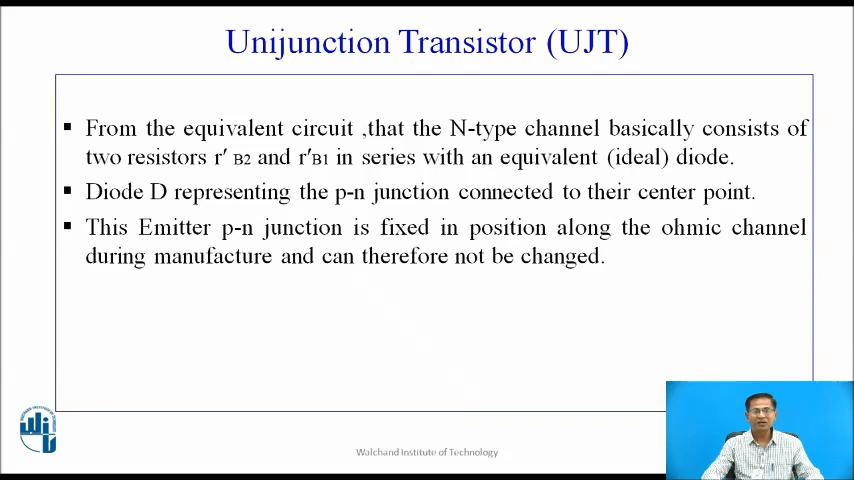 Unijunction Transistor (UJT)
▪ From the equivalent circuit ,that the N-type channel basically consists of
two resistors r′ B2 and r′B1 in series with an equivalent (ideal) diode.
▪ Diode D representing the p-n junction connected to their center point.
▪ This Emitter p-n junction is fixed in position along the ohmic channel
during manufacture and can therefore not be changed.
Walchand Institute of Technology